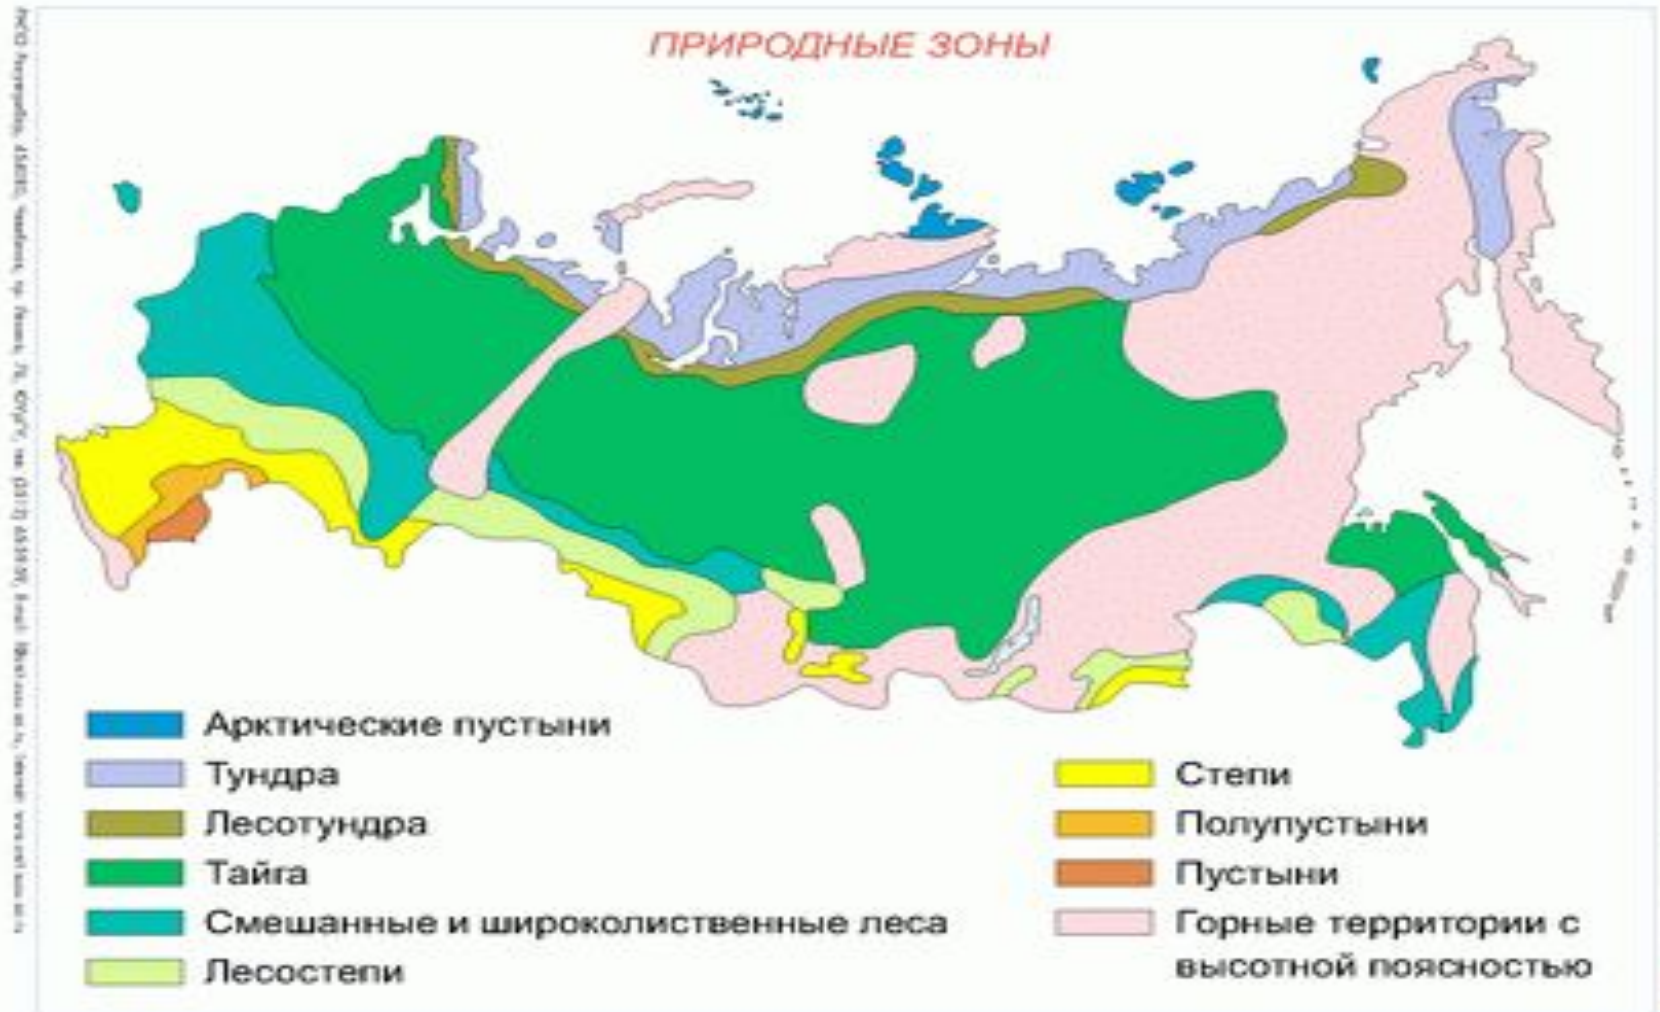 ПРИРОДНЫЕ ЗОНЫ
Арктические пустыни
Тундра
Лесотундра
Тайга
Смешанные и широколиственные леса
Лесостепи
Степи
Полупустыни
Пустыни
Горные территории с
высотной поясностью